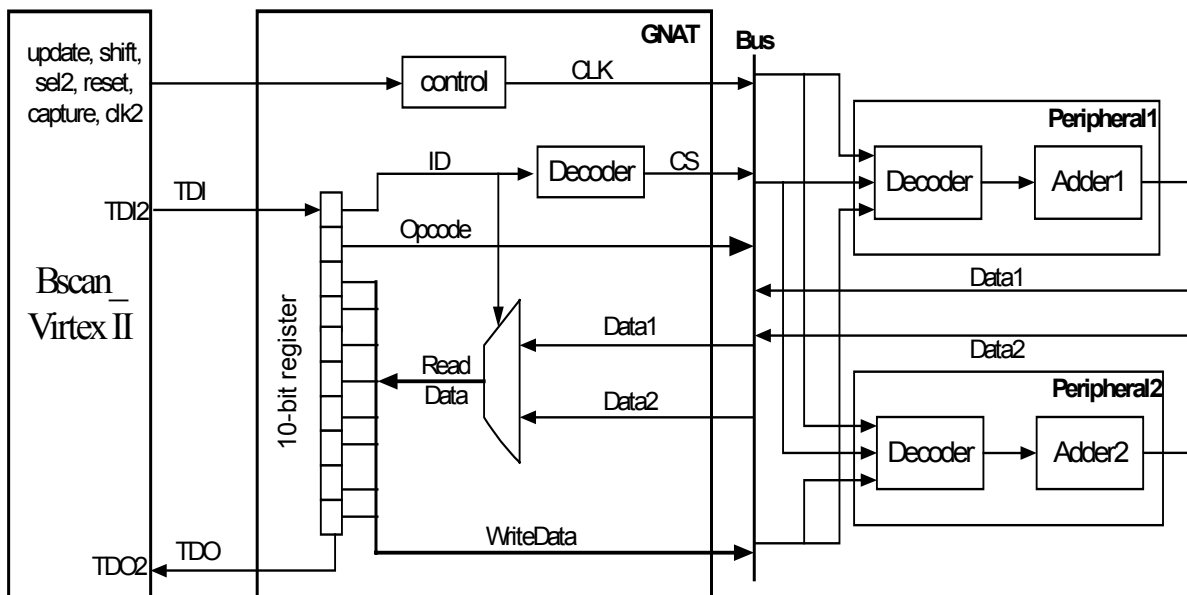 update, shift,
sel2, reset,
capture, clk2
TDI2
Bscan_
Virtex II
TDO2
TDI
TDO
GNAT
control
CLK
ID
Decoder
CS
Opcode
10-bit register
Read
Data
Data1
Data2
WriteData
Bus
Peripheral1
Decoder
Adder1
Data1
Data2
Peripheral2
Decoder
Adder2